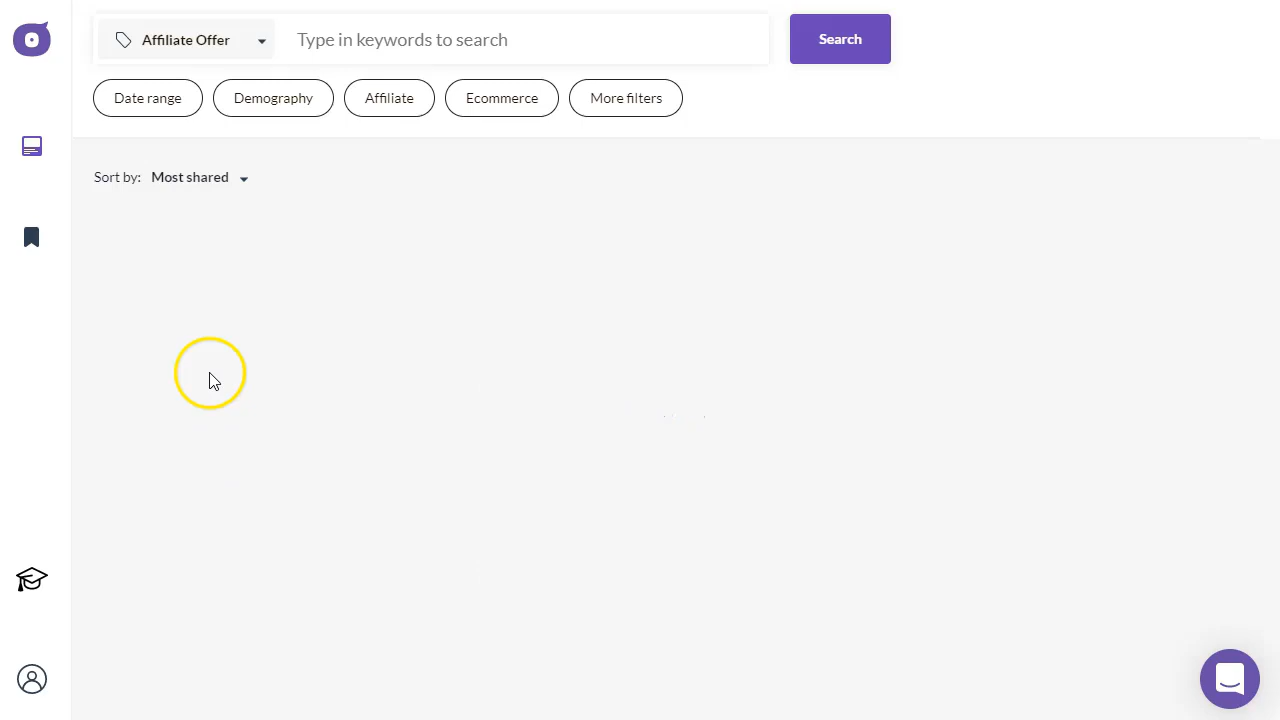 Affiliate Offer
Type in keywords to search
Search
Date range
Demography
Affiliate
Ecommerce
More filters
Sort by: Most shared